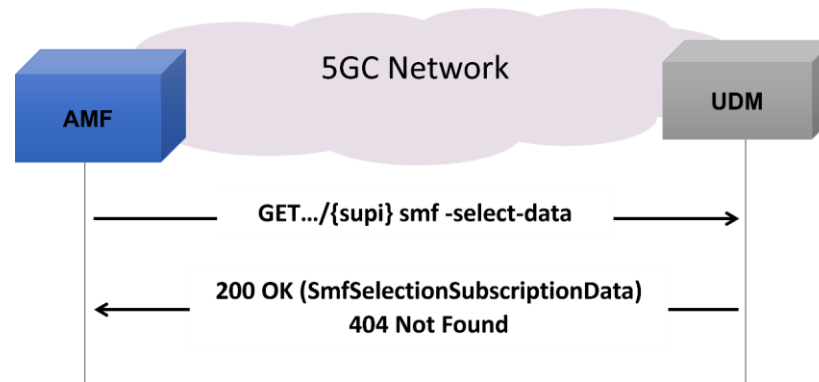 5GC Network
AMF
UDM
GET.../{supi} smf -select-data
200 OK (SmfSelectionSubscriptionData)
404 Not Found